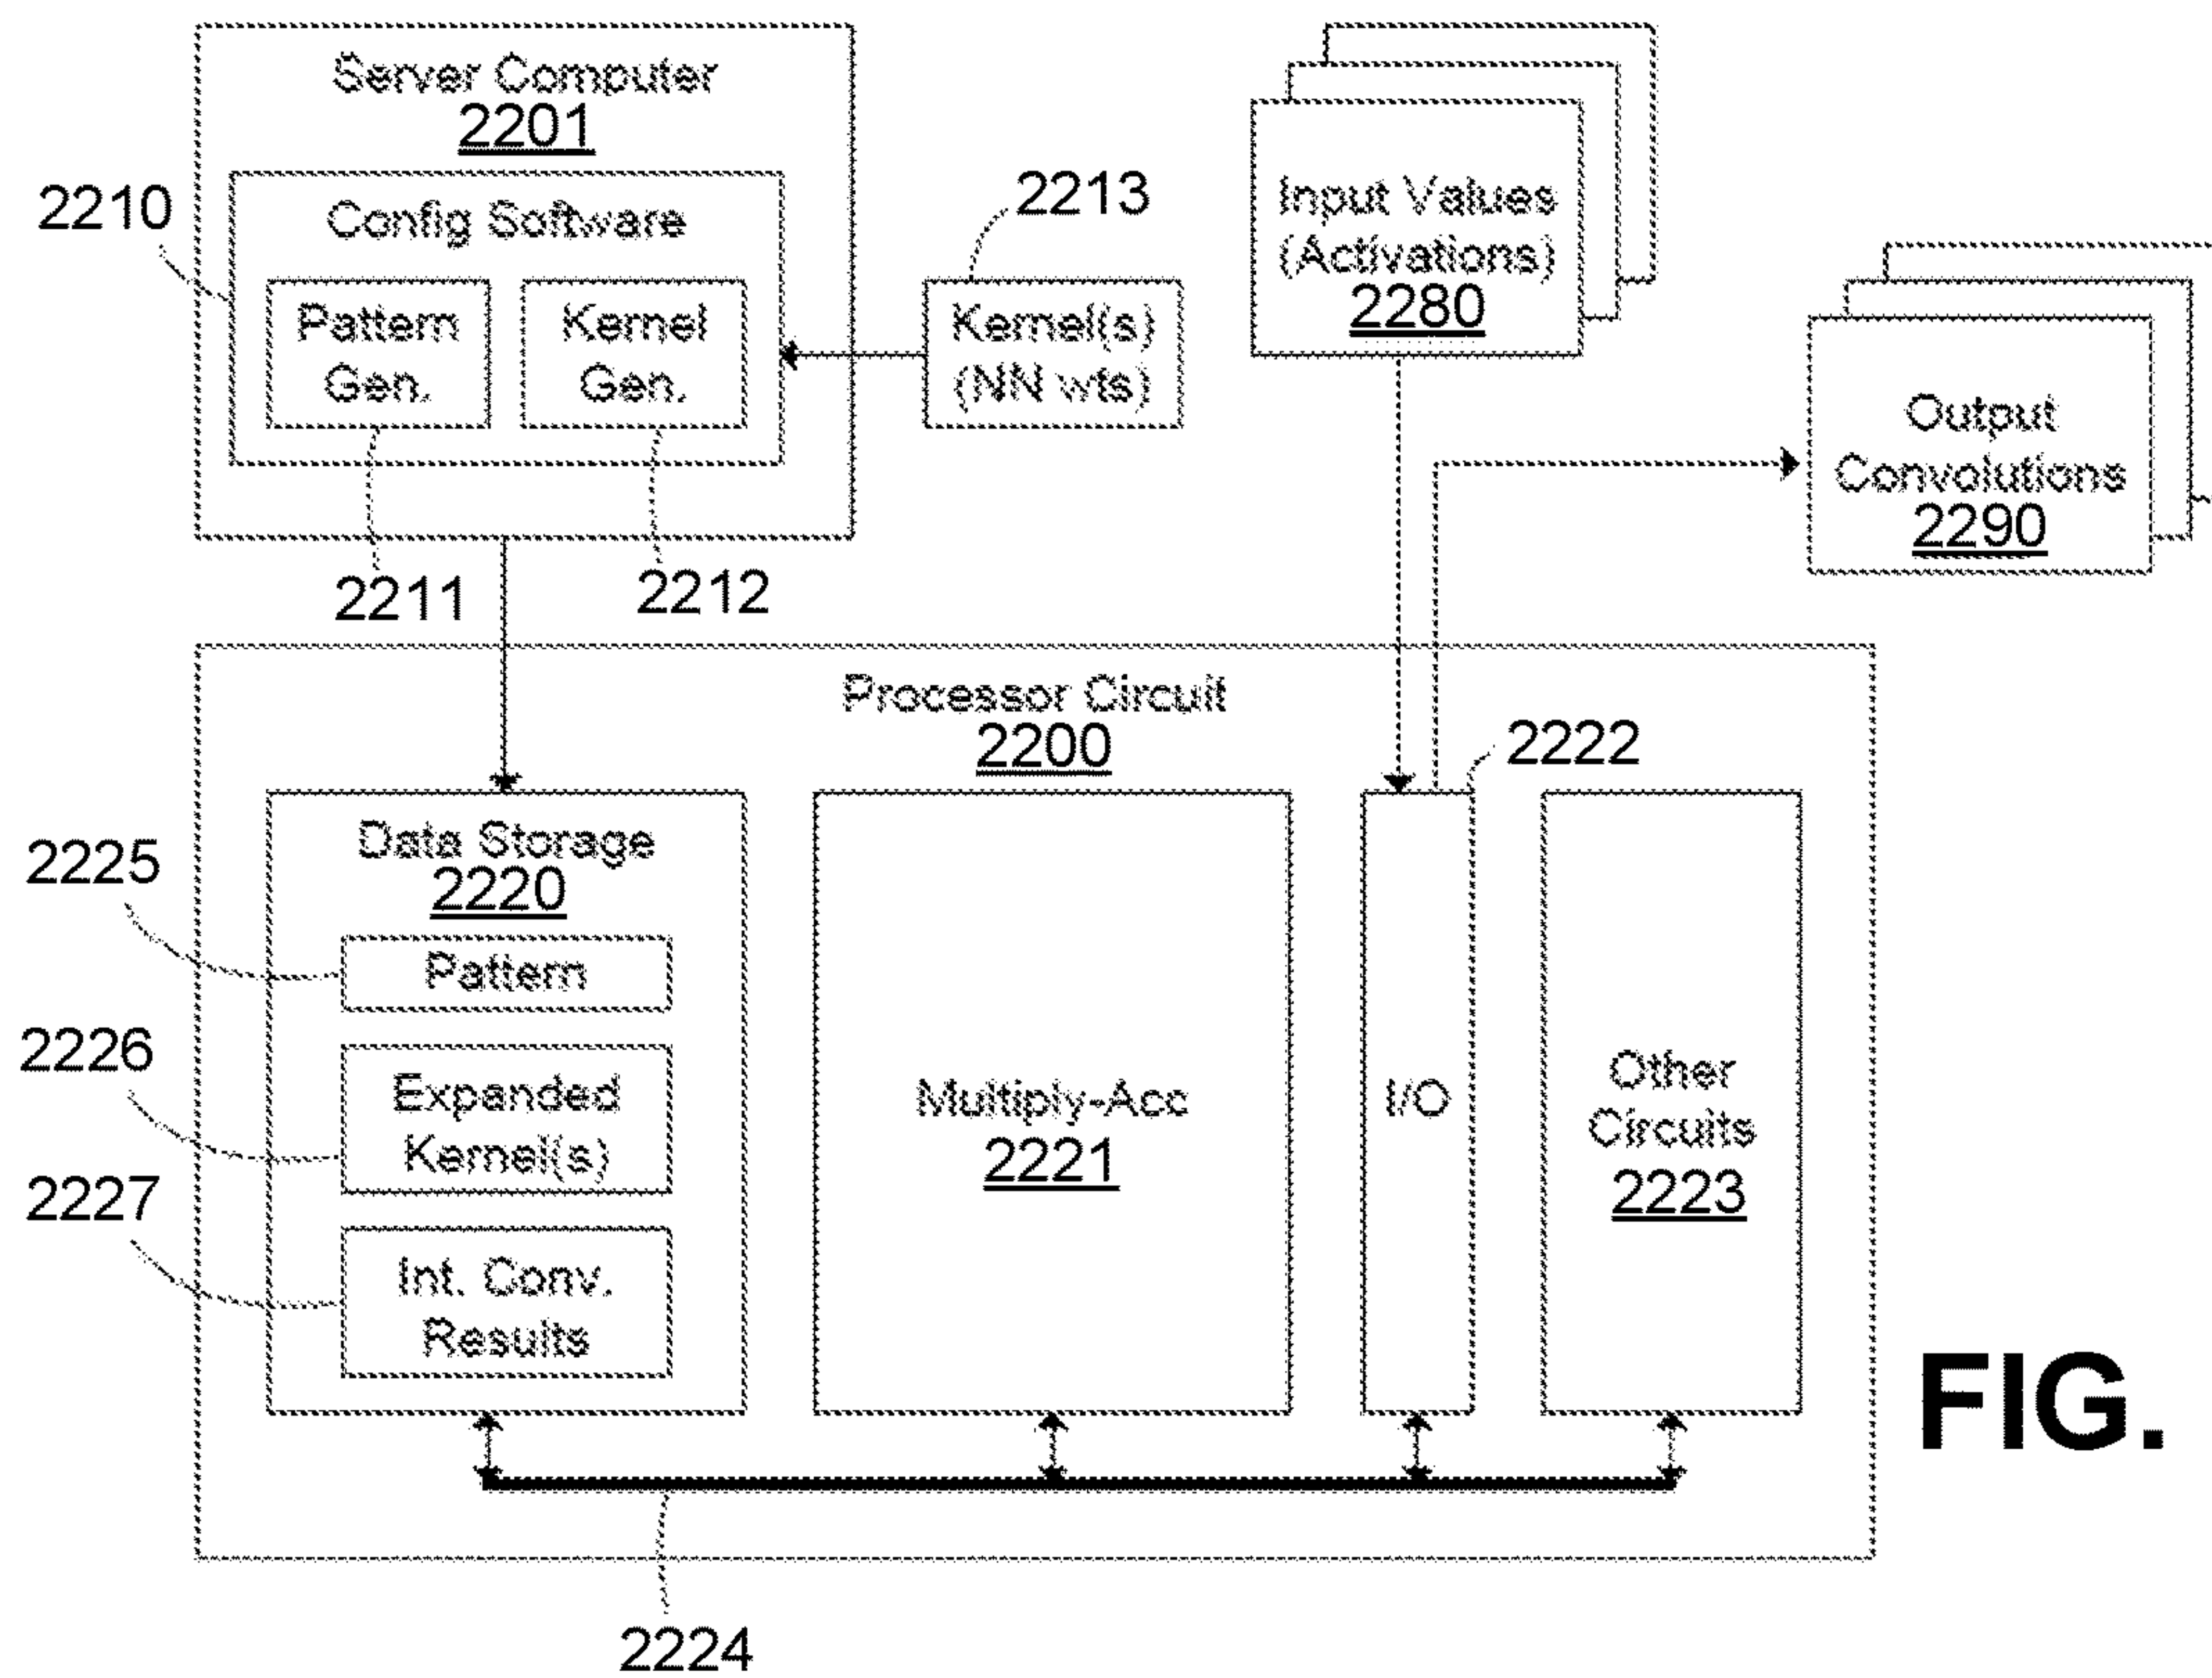 Server Computer
2201
2210
Config Software
Pattern
Gen.
Kernel
Gen.
2211
2212
2213
Kernel(s)
(NN wts)
Input Values
(Activations)
2280
Output
Convolutions
2290
Processor Circuit
2200
2222
Data Storage
2220
2225
Pattern
2226
Expanded
Kernel(s)
2227
Int. Conv.
Results
Multiply-Acc
2221
I/O
Other
Circuits
2223
2224
FIG.